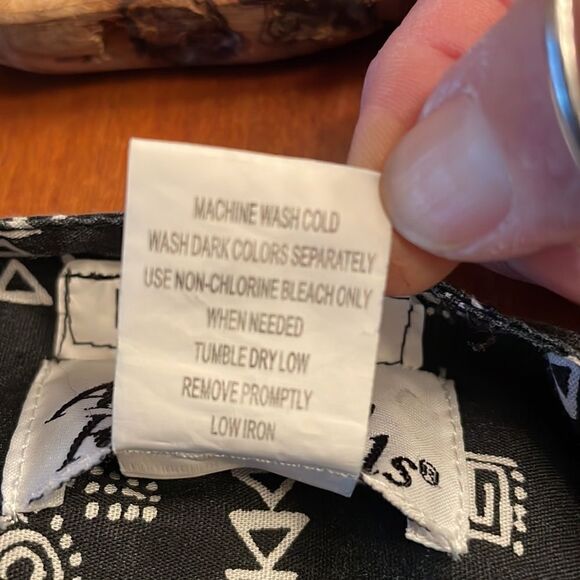 MACHINE WASH COLD
WASH DARK COLORS SEPARATELY
USE NON-CHLORINE BLEACH ONLY
WHEN NEEDED
TUMBLE DRY LOW
REMOVE PROMPTLY
LOW IRON